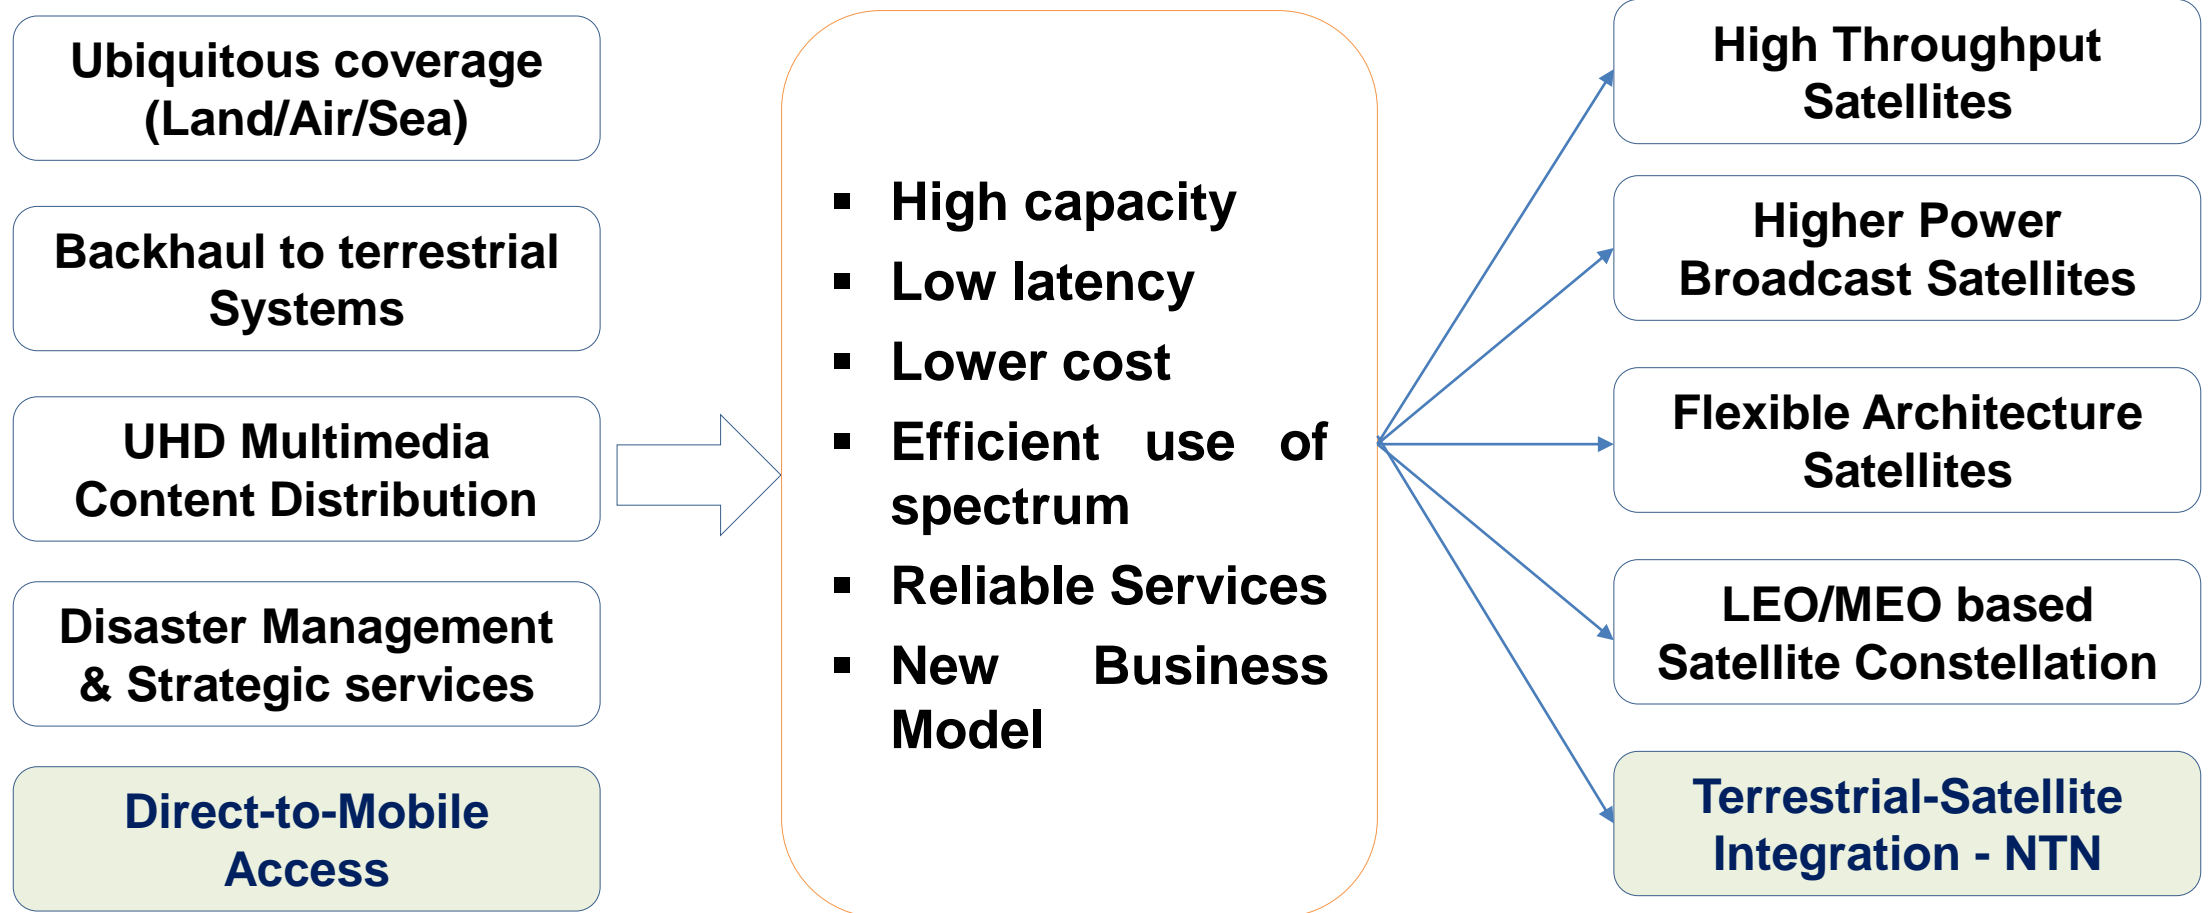 Ubiquitous coverage
(Land/Air/Sea)
Backhaul to terrestrial
Systems
UHD Multimedia
Content Distribution
Disaster Management
& Strategic services
Direct-to-Mobile
Access
▪ High capacity
▪ Low latency
▪ Lower cost
▪ Efficient use of
spectrum
▪ Reliable Services
▪ New Business
Model
High Throughput
Satellites
Higher Power
Broadcast Satellites
Flexible Architecture
Satellites
LEO/MEO based
Satellite Constellation
Terrestrial-Satellite
Integration - NTN